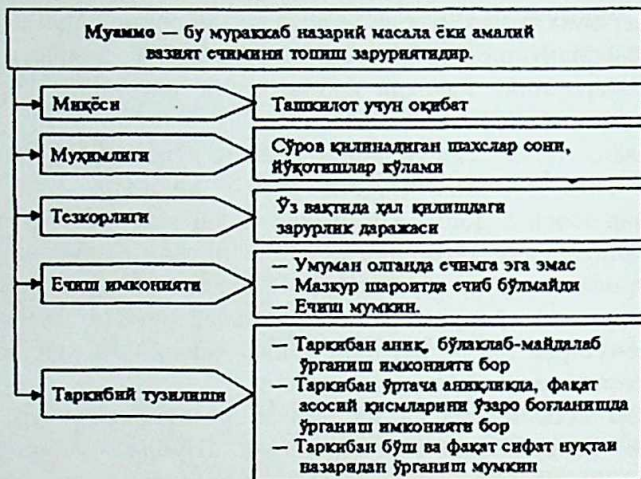 Муаммо — бу мураккаб назарий масала ёки амалий
вазият ечимини топиш заруриятидир.
Миқёси
Ташкилот учун оқибат
Муҳимлиги
Сўров қилинадиган шахслар сони,
йўқотишлар кўлами
Тезкорлиги
Ўз вақтида ҳал қилишдаги
зарурлик даражаси
Ечиш имконияти
— Умуман олганда ечимга эга эмас
— Мазкур шароитда ечиб бўлмайди
— Ечиш мумкин.
Таркибий тузилиши
— Таркибан аниқ, бўлаклаб-майдалаб
ўрганиш имконияти бор
— Таркибан ўртача аниқликда, фақат
асосий қисмларини ўзаро боғланишда
ўрганиш имконияти бор
— Таркибан бўш ва фақат сифат нуқтаи
назаридан ўрганиш мумкин